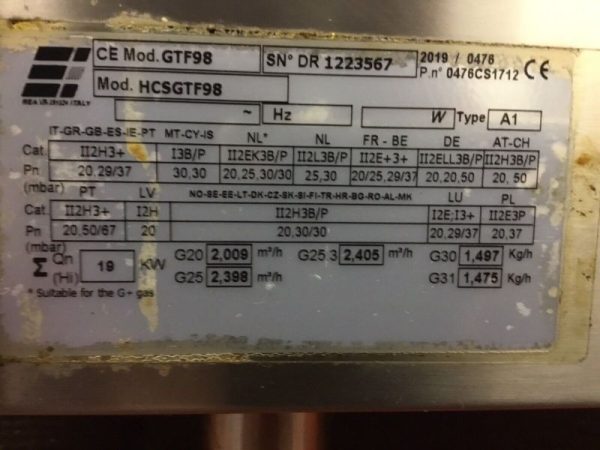 CE Mod. GTF98 SN° DR 1223567 2019 / 0476
Mod. HCSGTF98 P.n° 0476CS1712 CE
~ Hz W Type A1
IT-GR-GB-ES-IE-PT MT-CY-IS NL* NL FR - BE DE AT-CH
Cat. II2H3+ I3B/P II2EK3B/P II2L3B/P II2E+3+ II2ELL3B/P II2H3B/P
Pn 20,29/37 30,30 20,25,30/30 25,30 20/25,29/37 20,20,50 20, 50
(mbar) PT LV NO-SE-EE-LT-DK-CZ-SK-SI-FI-TR-HR-BG-RO-AL-MK LU PL
Cat II2H3+ I2H II2H3B/P I2E;I3+ II2E3P
Pn 20,50/67 20 20,30/30 20,29/37 20,37
(mbar)
Σ Qn (Hi) 19 KW G20 2,009 m³/h G25 3 2,405 m³/h G30 1,497 Kg/h
G25 2,398 m³/h G31 1,475 Kg/h
* Suitable for the G+ gas